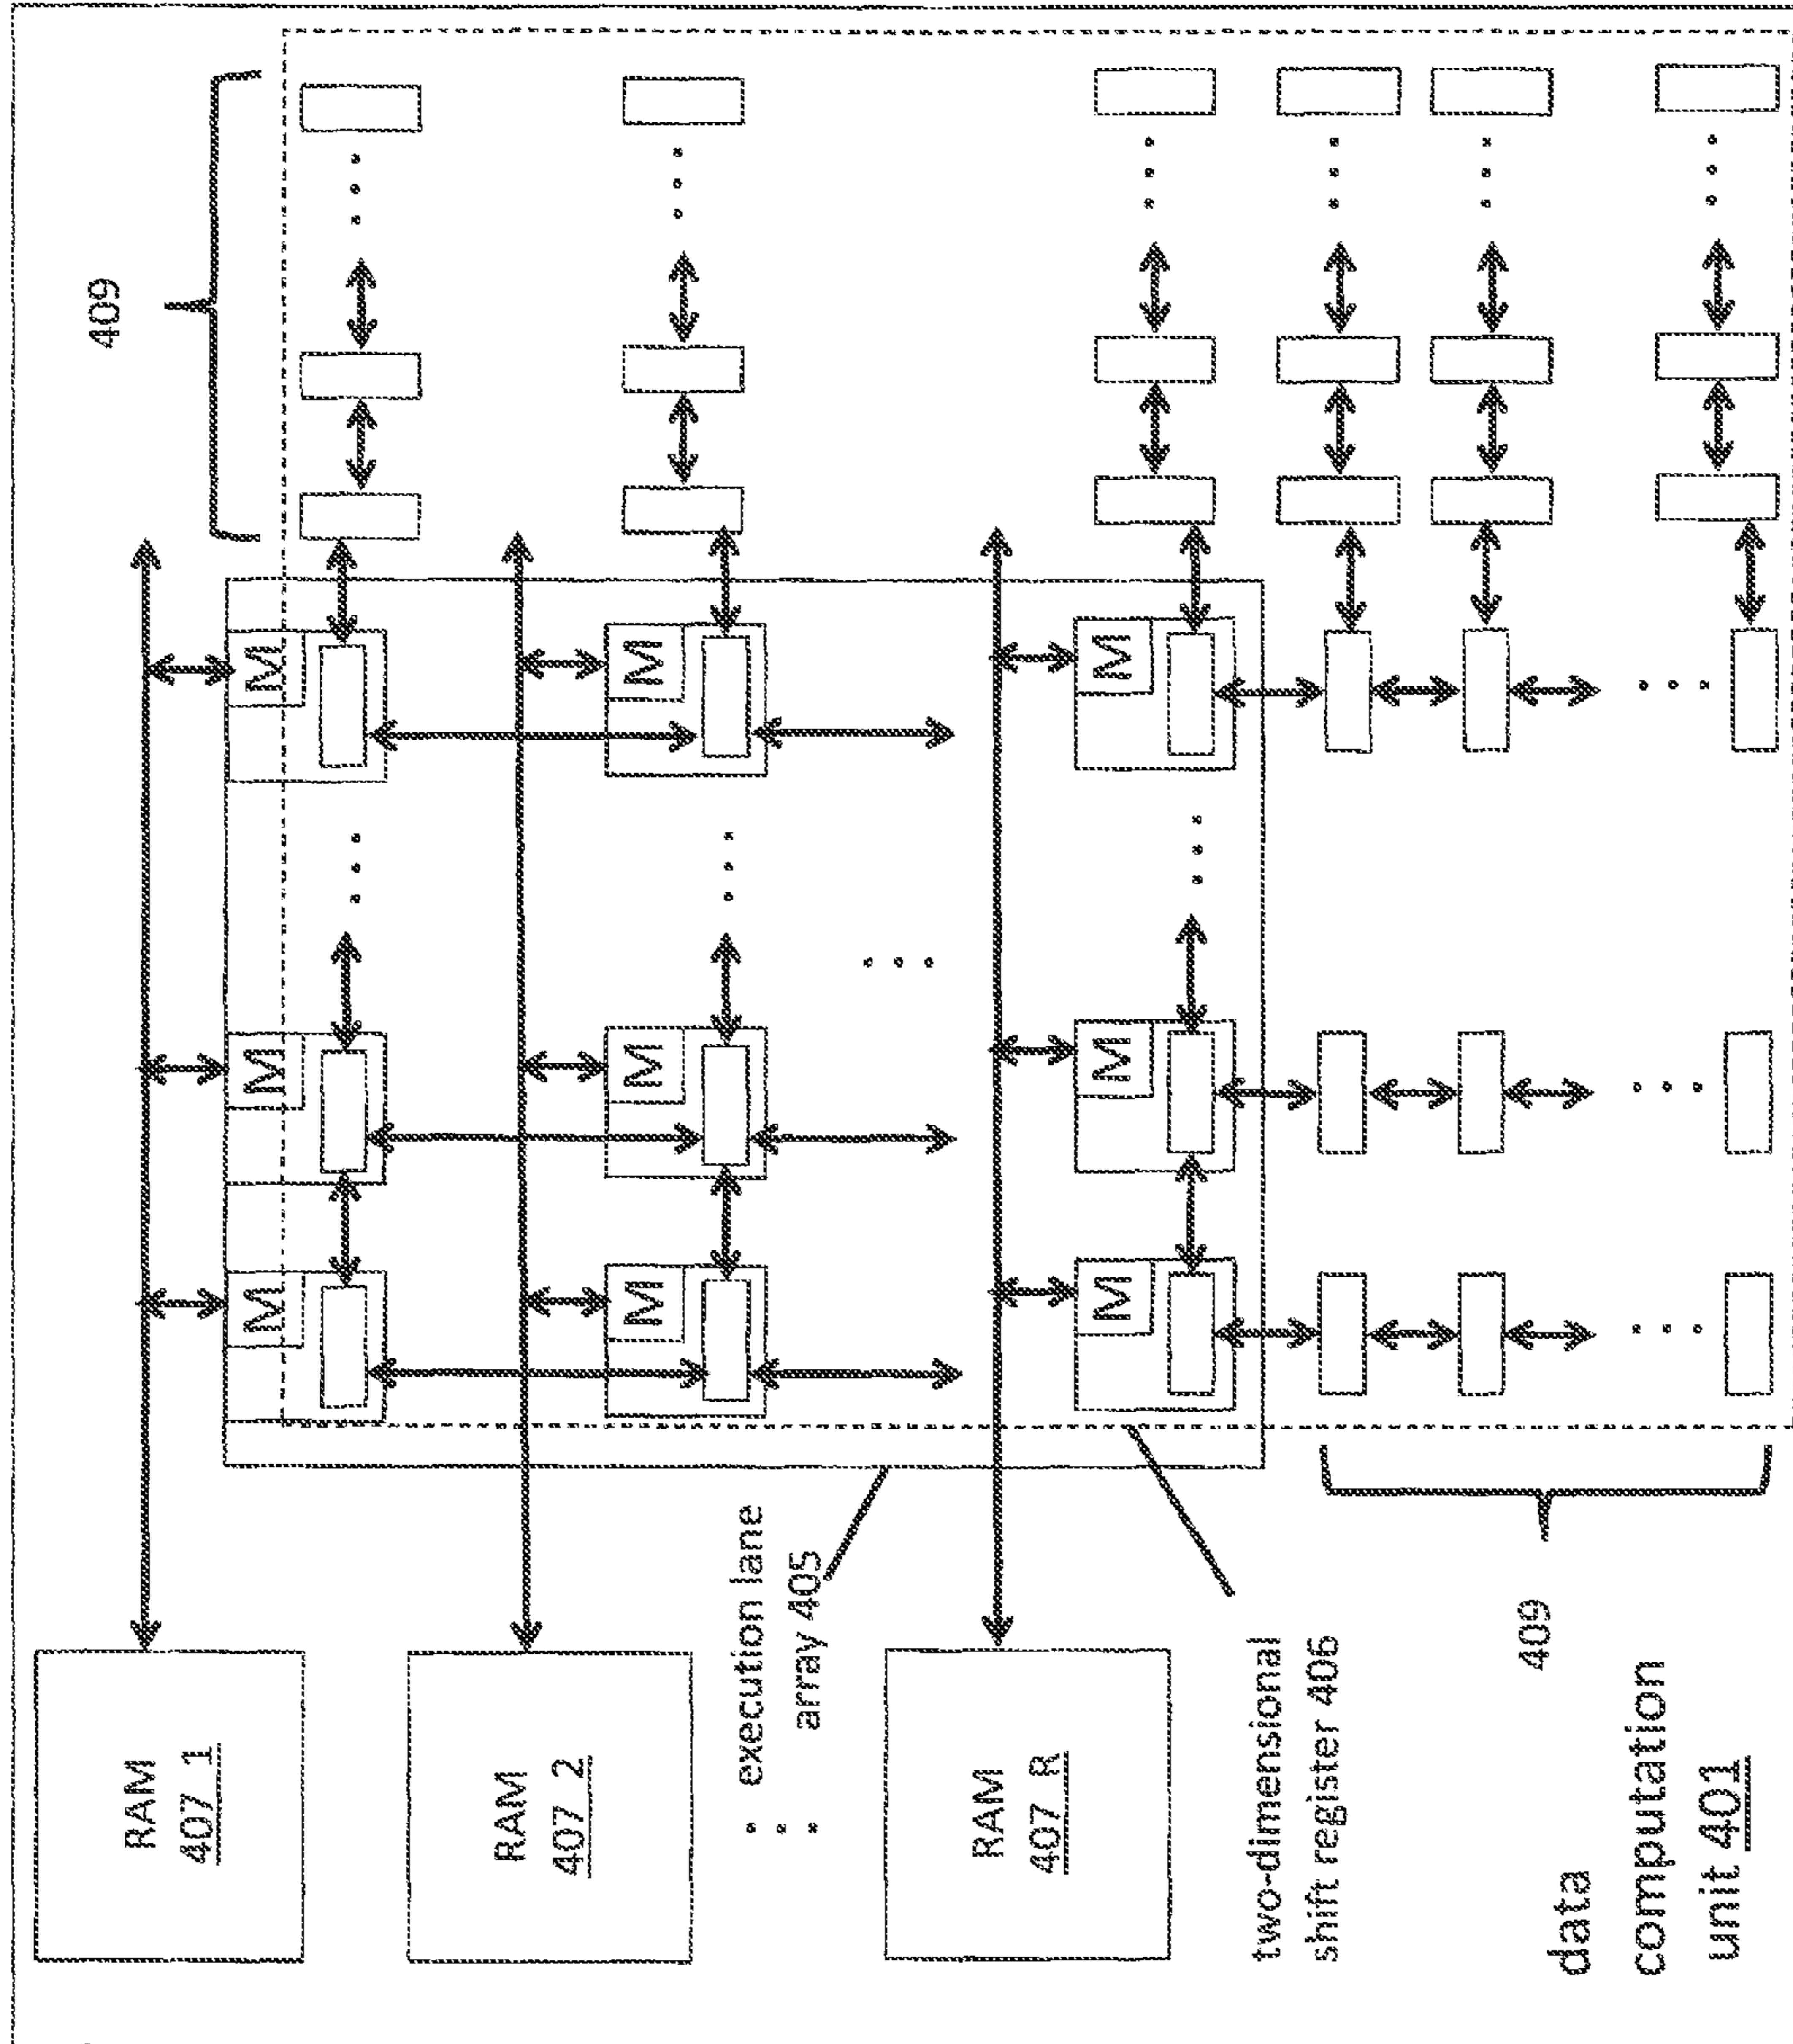 409
RAM
407_1
M M M
RAM
407_2
M M M
execution lane
array 405
RAM
407_R
M M M
two-dimensional
shift register 406
409
data
computation
unit 401